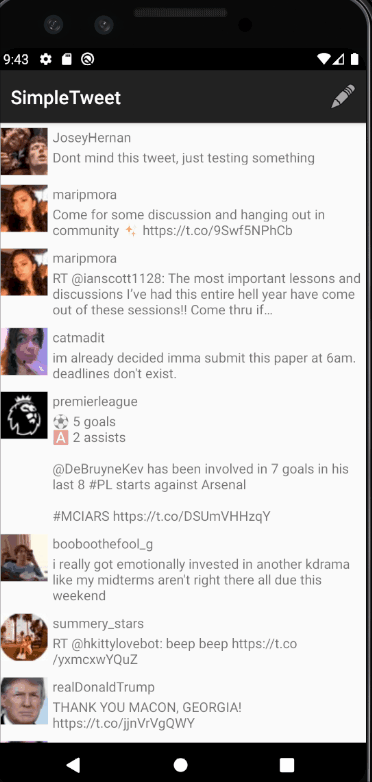 9:43
SimpleTweet
JoseyHernan
Dont mind this tweet, just testing something
maripmora
Come for some discussion and hanging out in
community ✨ https://t.co/9Swf5NPhCb
maripmora
RT @ianscott1128: The most important lessons and
discussions I've had this entire hell year have come
out of these sessions!! Come thru if…
catmadit
im already decided imma submit this paper at 6am.
deadlines don't exist.
premierleague
⚽ 5 goals
🅰 2 assists
@DeBruyneKev has been involved in 7 goals in his
last 8 #PL starts against Arsenal
#MCIARS https://t.co/DSUmVHHzqY
booboothefool_g
i really got emotionally invested in another kdrama
like my midterms aren't right there all due this
weekend
summery_stars
RT @hkittylovebot: beep beep https://t.co
/yxmcxwYQuZ
realDonaldTrump
THANK YOU MACON, GEORGIA!
https://t.co/jjnVrVgQWY